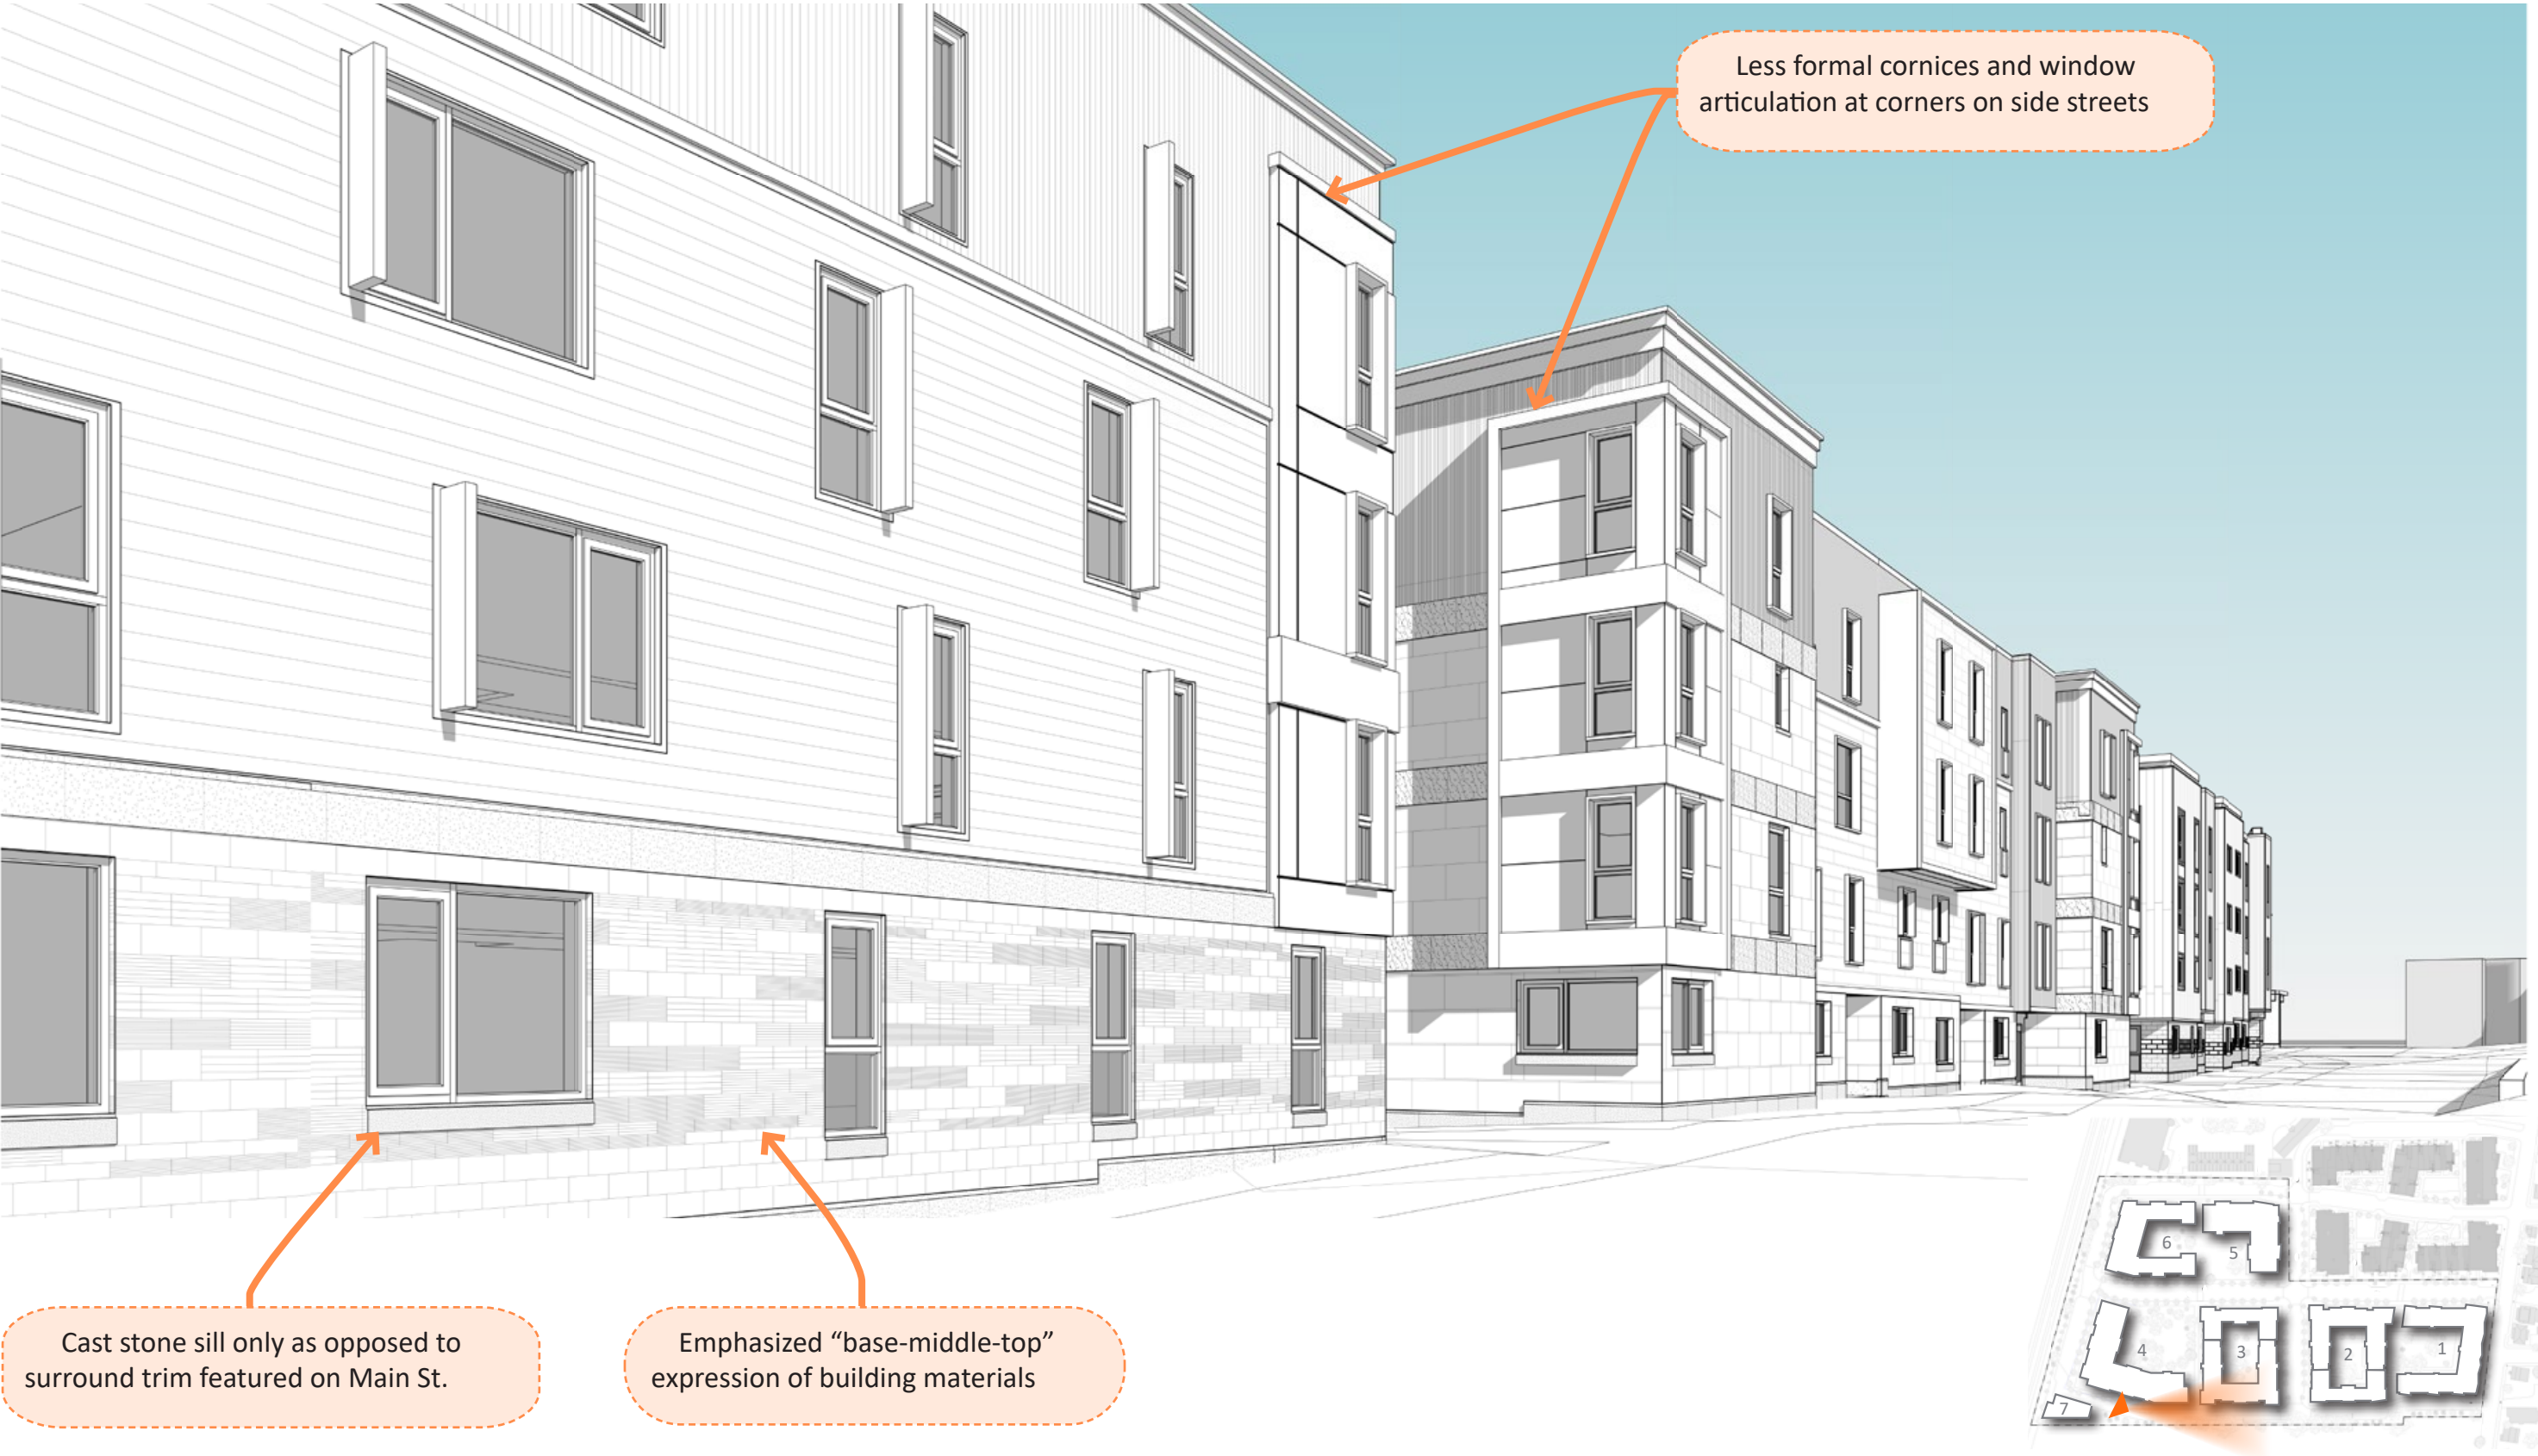 Less formal cornices and window
articulation at corners on side streets
Cast stone sill only as opposed to
surround trim featured on Main St.
Emphasized “base-middle-top”
expression of building materials
6
5
4
3
2
1
7